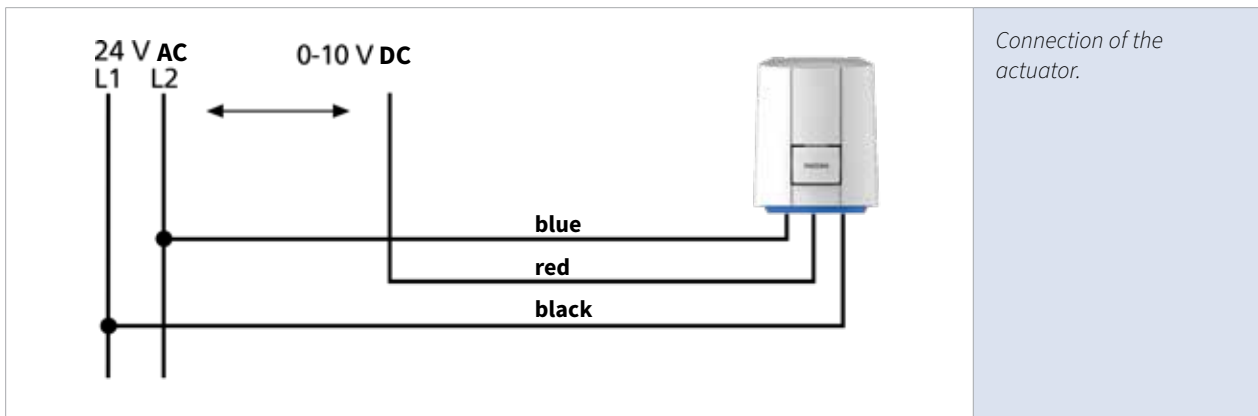 24 V AC
L1 L2
0-10 V DC
blue
red
black
Connection of the
actuator.